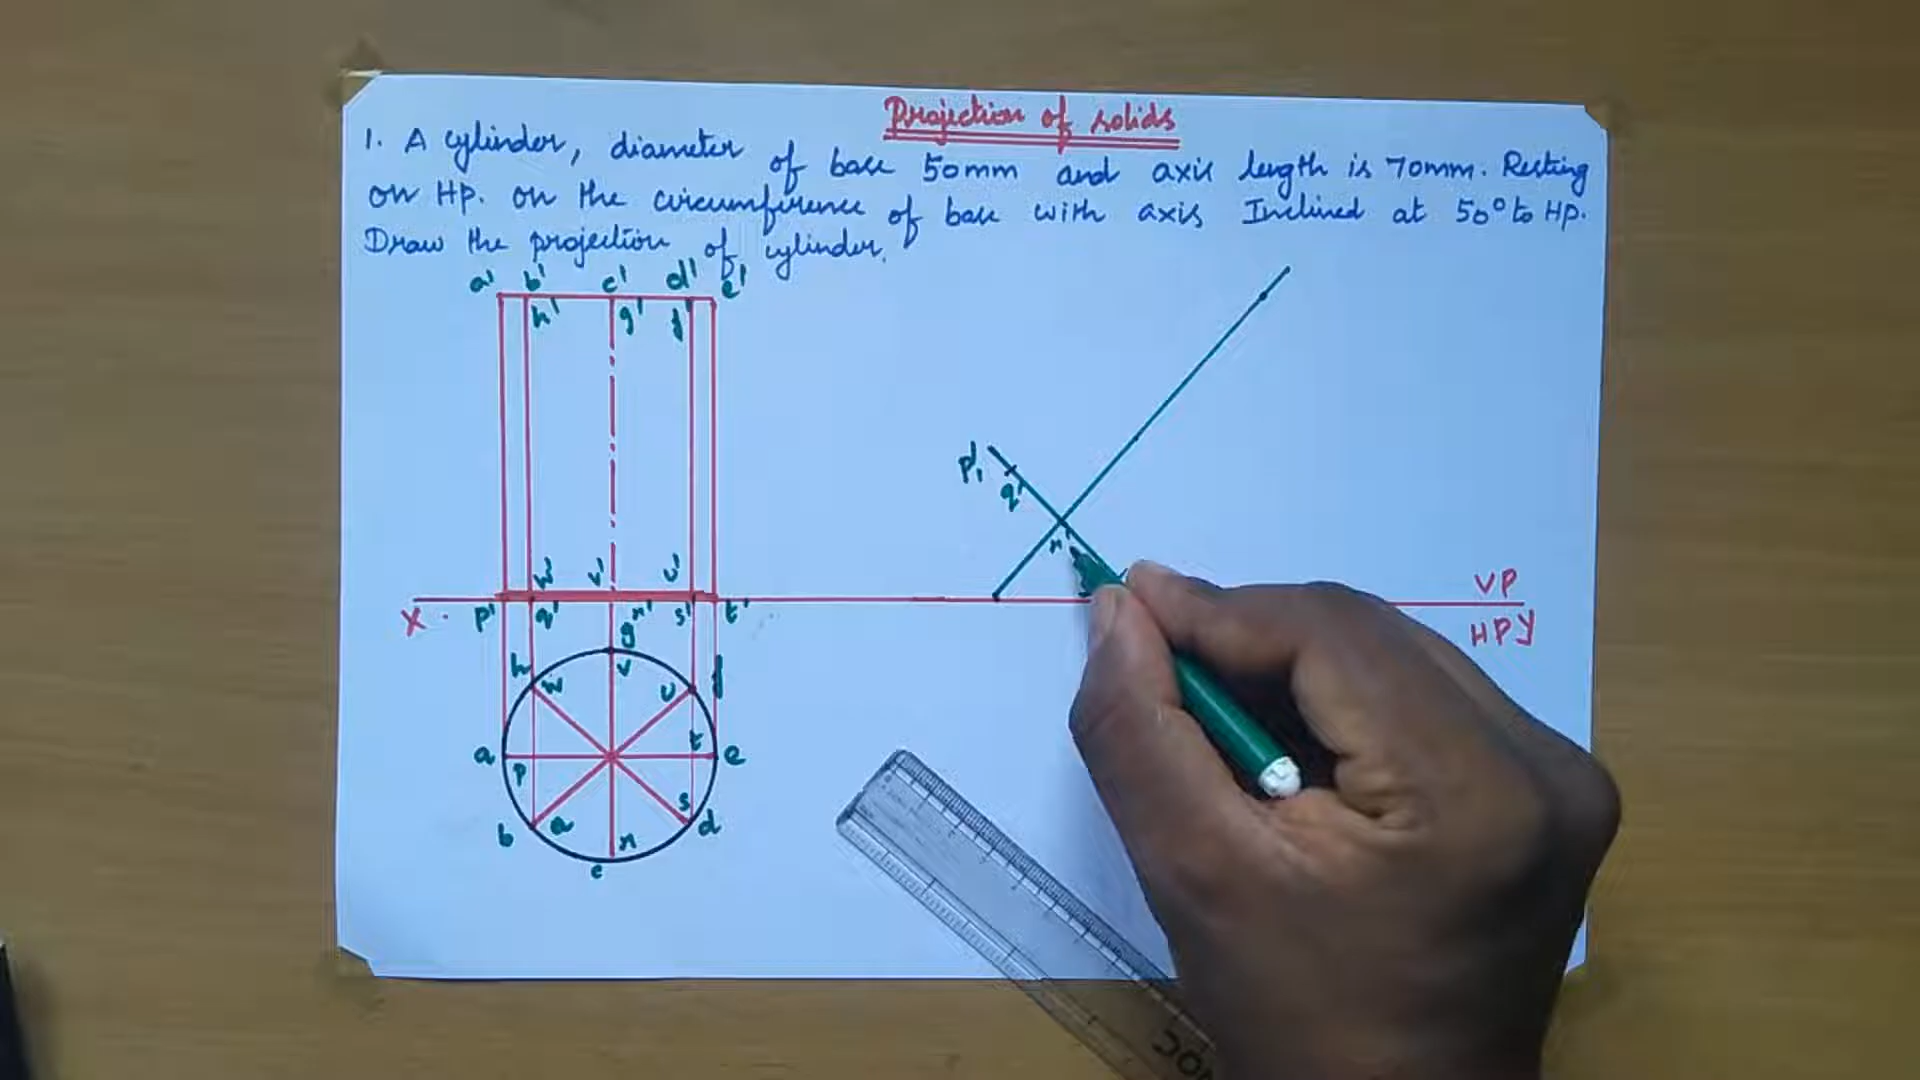 Projection of solids
1. A cylinder, diameter of base 50mm and axis length is 70mm. Resting
on HP. on the circumference of base with axis Inclined at 50° to HP.
Draw the projection of cylinder.
a' b' c' d' e'
h' g' f'
p'₁
q'
w' v' u'
r'
VP
X p' q' r' s' t'
HP Y
g
h v f
w u
a t e
p
s
b a r d
c